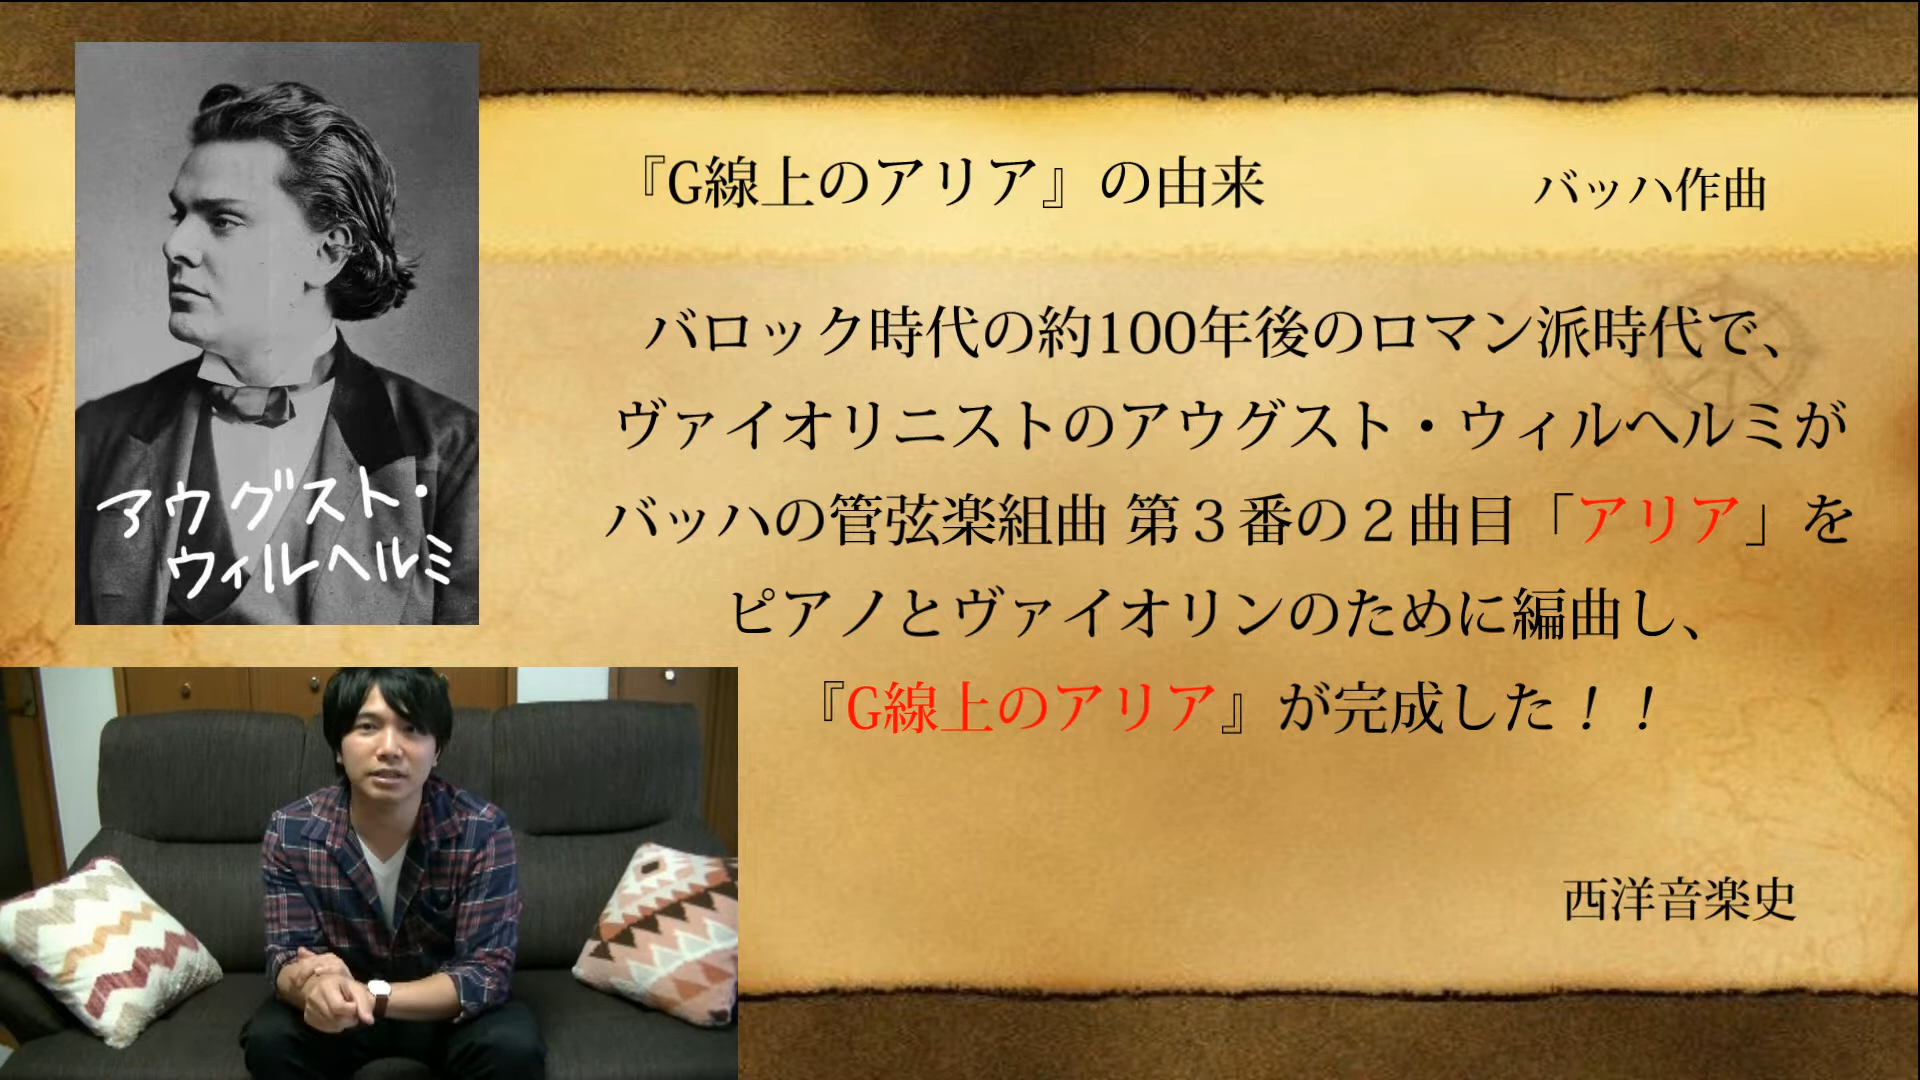 『G線上のアリア』の由来
バッハ作曲
バロック時代の約100年後のロマン派時代で、
ヴァイオリニストのアウグスト・ウィルヘルミが
バッハの管弦楽組曲 第３番の２曲目「アリア」を
ピアノとヴァイオリンのために編曲し、
『G線上のアリア』が完成した！！
西洋音楽史
アウグスト・
ウィルヘルミ